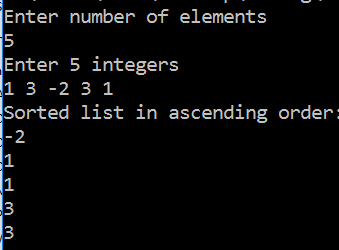 Enter number of elements
5
Enter 5 integers
1 3 -2 3 1
Sorted list in ascending order:
-2
1
1
3
3